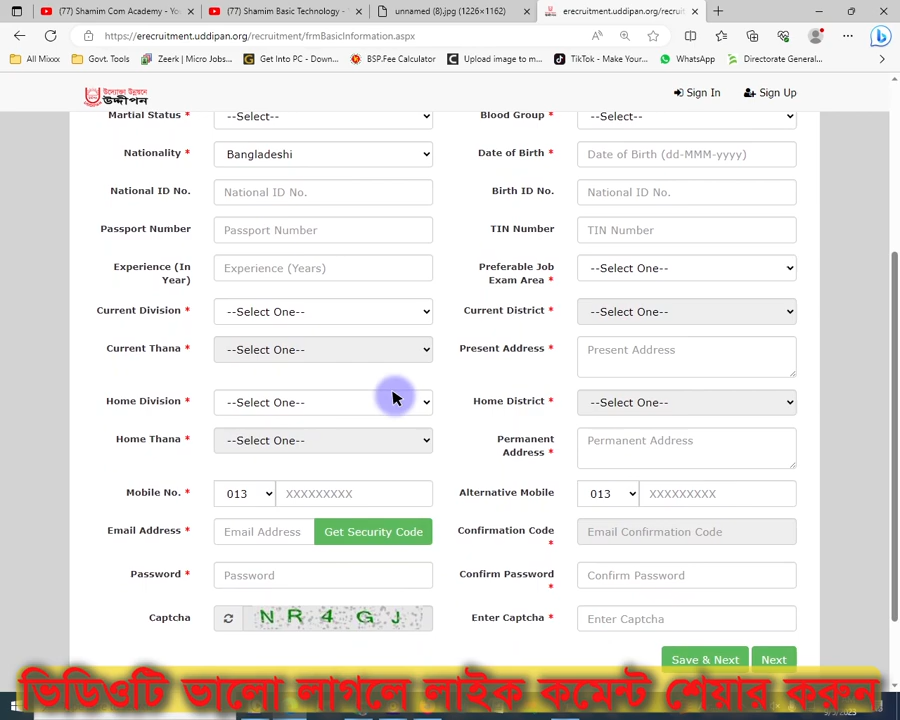 (77) Shamim Com Academy - Yo
(77) Shamim Basic Technology -
unnamed (8).jpg (1226×1162)
erecruitment.uddipan.org/recruit
https://erecruitment.uddipan.org/recruitment/frmBasicInformation.aspx
All Mixxx
Govt. Tools
Zeerk | Micro Jobs...
Get Into PC - Down...
BSP.Fee Calculator
Upload image to m...
TikTok - Make Your...
WhatsApp
Directorate General...
উদ্দীপন
Sign In
Sign Up
Martial Status *
--Select--
Blood Group *
--Select--
Nationality *
Bangladeshi
Date of Birth *
Date of Birth (dd-MMM-yyyy)
National ID No.
National ID No.
Birth ID No.
National ID No.
Passport Number
Passport Number
TIN Number
TIN Number
Experience (In Year)
Experience (Years)
Preferable Job Exam Area *
--Select One--
Current Division *
--Select One--
Current District *
--Select One--
Current Thana *
--Select One--
Present Address *
Present Address
Home Division *
--Select One--
Home District *
--Select One--
Home Thana *
--Select One--
Permanent Address *
Permanent Address
Mobile No. *
013
XXXXXXXXX
Alternative Mobile
013
XXXXXXXXX
Email Address *
Email Address
Get Security Code
Confirmation Code *
Email Confirmation Code
Password *
Password
Confirm Password *
Confirm Password
Captcha
N R 4 G J
Enter Captcha *
Enter Captcha
Save & Next
Next
ভিডিওটি ভালো লাগলে লাইক কমেন্ট শেয়ার করুন